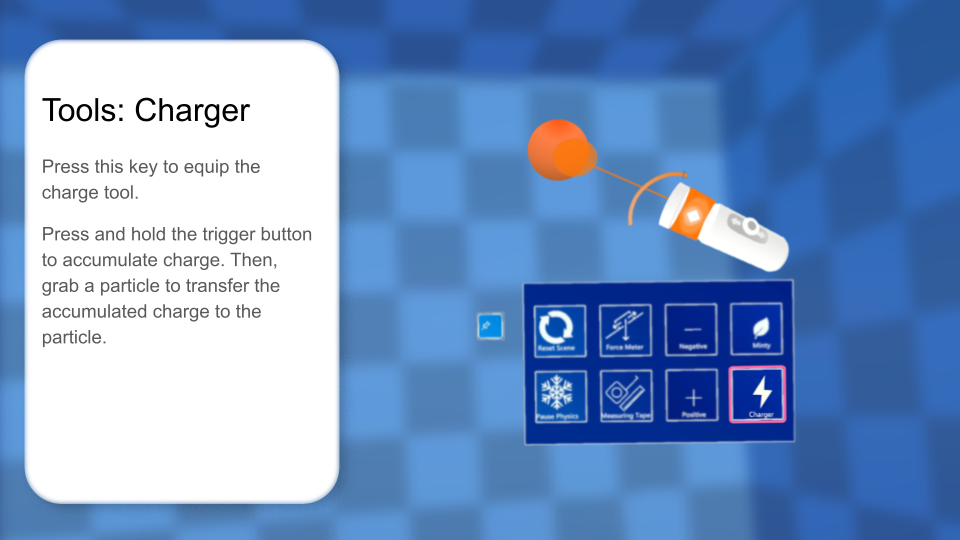 Tools: Charger
Press this key to equip the
charge tool.
Press and hold the trigger button
to accumulate charge. Then,
grab a particle to transfer the
accumulated charge to the
particle.
Reset Scene
Force Meter
Negative
Minty
Pause Physics
Measuring Tape
Positive
Charger